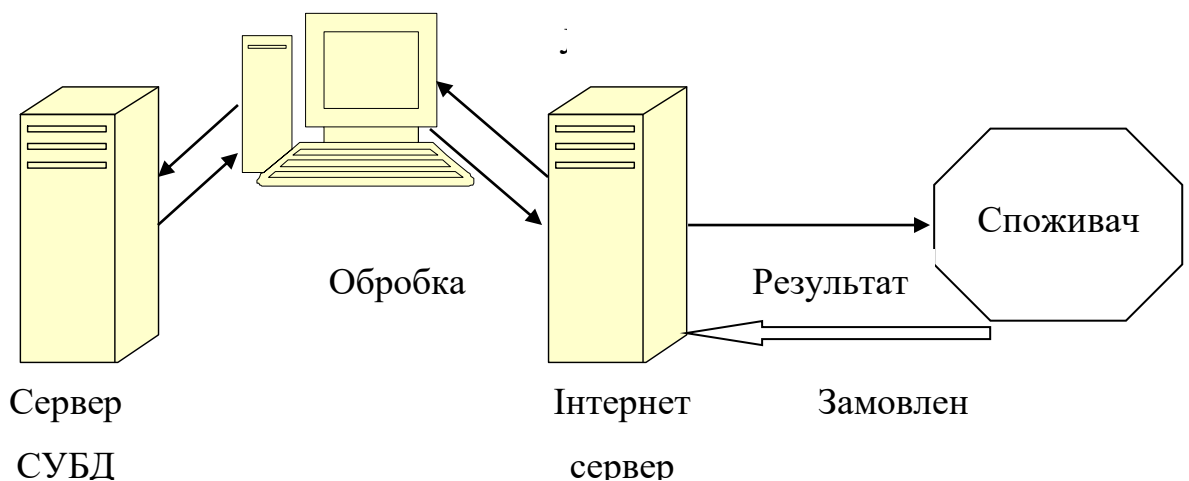 Споживач
Обробка
Результат
Сервер
СУБД
Інтернет
сервер
Замовлен